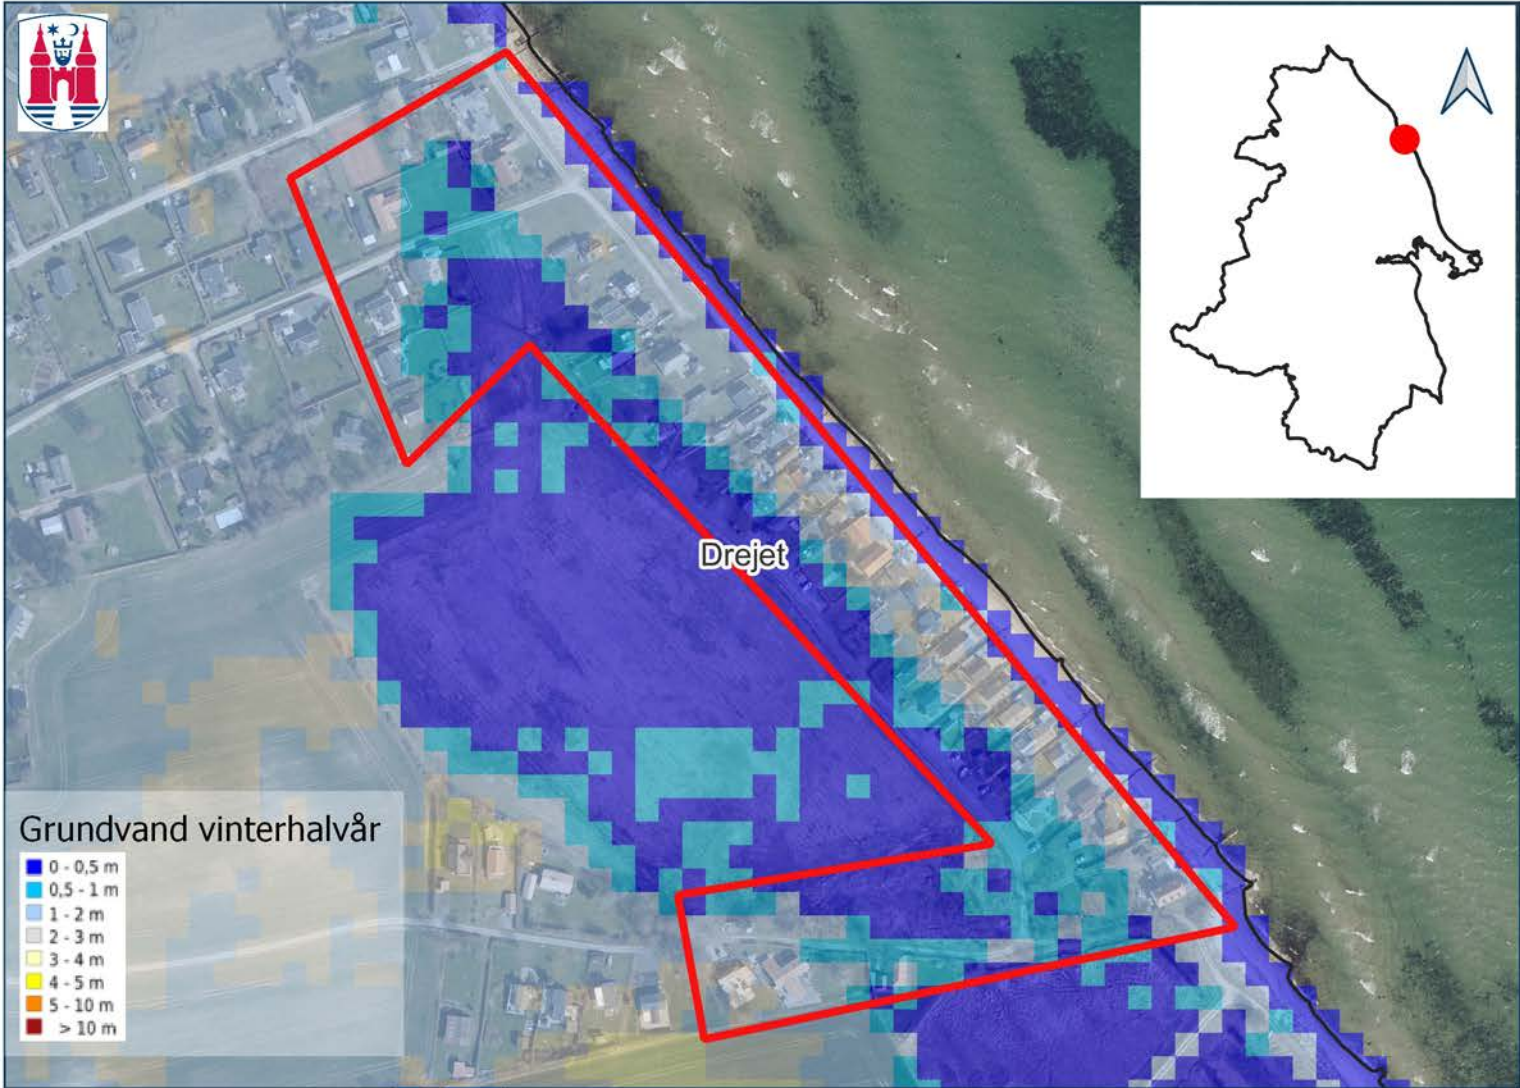 Drejet
Grundvand vinterhalvår
0 - 0,5 m
0,5 - 1 m
1 - 2 m
2 - 3 m
3 - 4 m
4 - 5 m
5 - 10 m
> 10 m